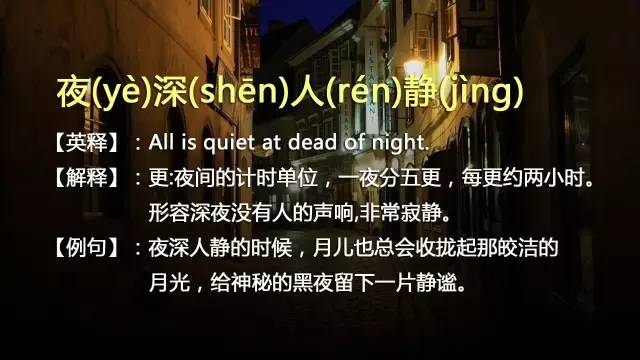 夜(yè)深(shēn)人(rén)静(jìng)
【英释】：All is quiet at dead of night.
【解释】：更:夜间的计时单位，一夜分五更，每更约两小时。
形容深夜没有人的声响,非常寂静。
【例句】：夜深人静的时候，月儿也总会收拢起那皎洁的
月光，给神秘的黑夜留下一片静谧。